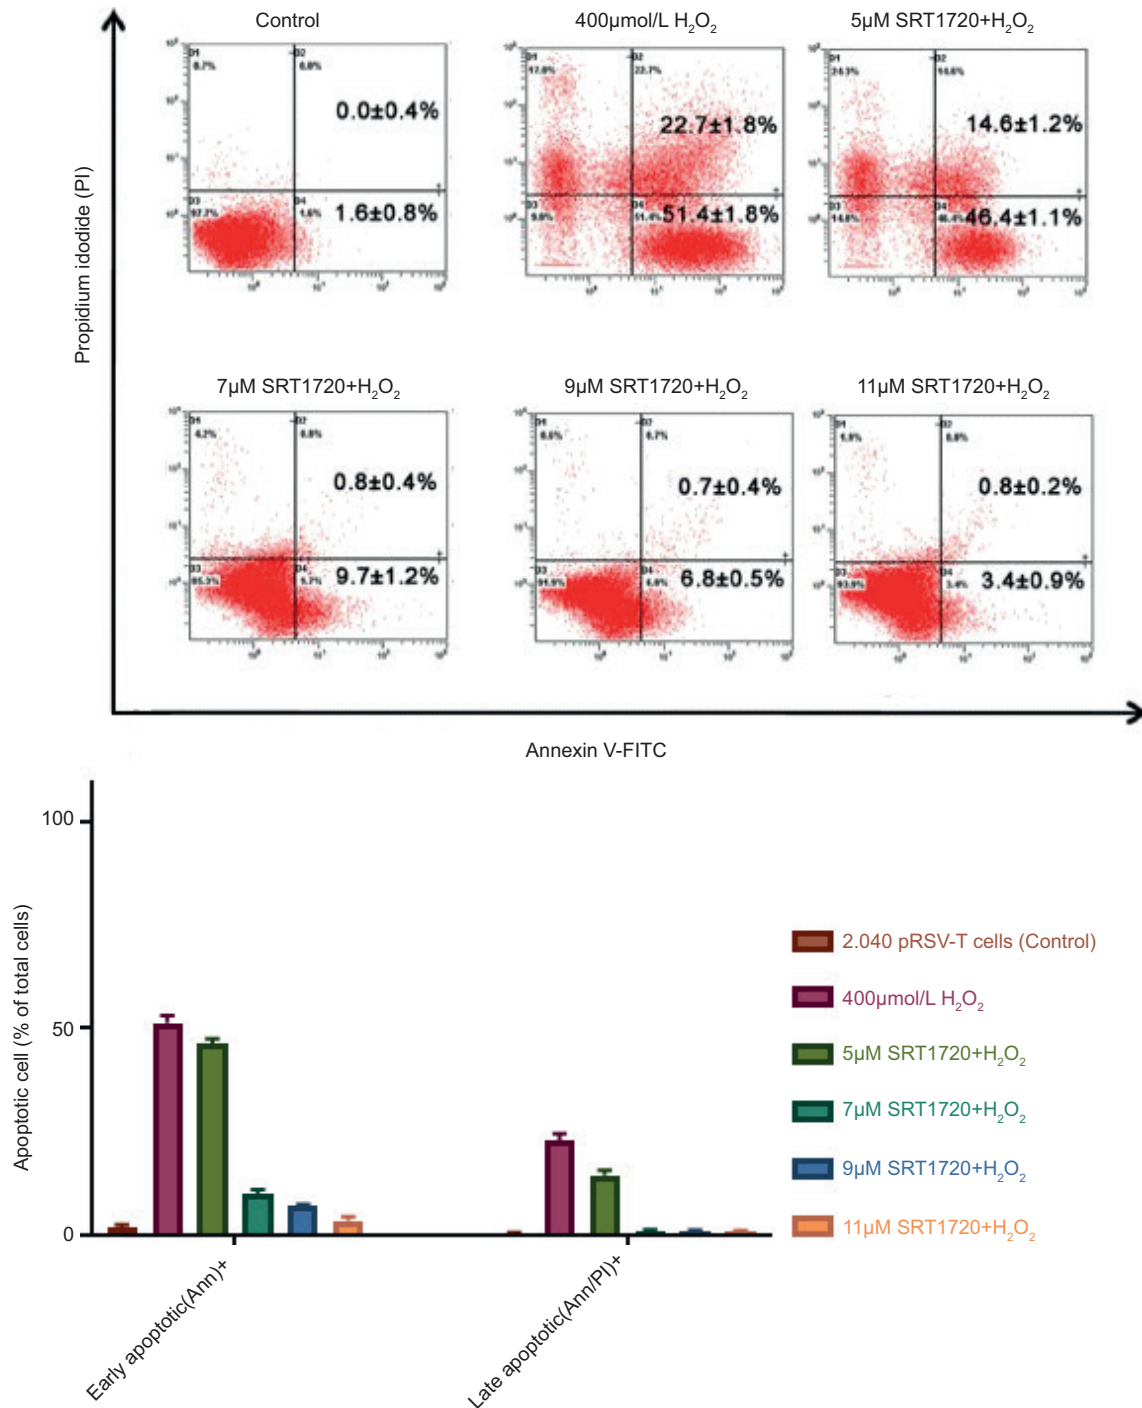 Control
400µmol/L H₂O₂
5µM SRT1720+H₂O₂
0.0±0.4%
1.6±0.8%
22.7%
22.7±1.8%
51.4±1.8%
14.6%
14.6±1.2%
46.4±1.1%
Propidium idodide (PI)
7µM SRT1720+H₂O₂
9µM SRT1720+H₂O₂
11µM SRT1720+H₂O₂
0.8±0.4%
9.7±1.2%
0.7±0.4%
6.8±0.5%
0.8±0.2%
3.4±0.9%
Annexin V-FITC
Apoptotic cell (% of total cells)
100
50
0
Early apoptotic(Ann)+
Late apoptotic(Ann/PI)+
2.040 pRSV-T cells (Control)
400µmol/L H₂O₂
5µM SRT1720+H₂O₂
7µM SRT1720+H₂O₂
9µM SRT1720+H₂O₂
11µM SRT1720+H₂O₂